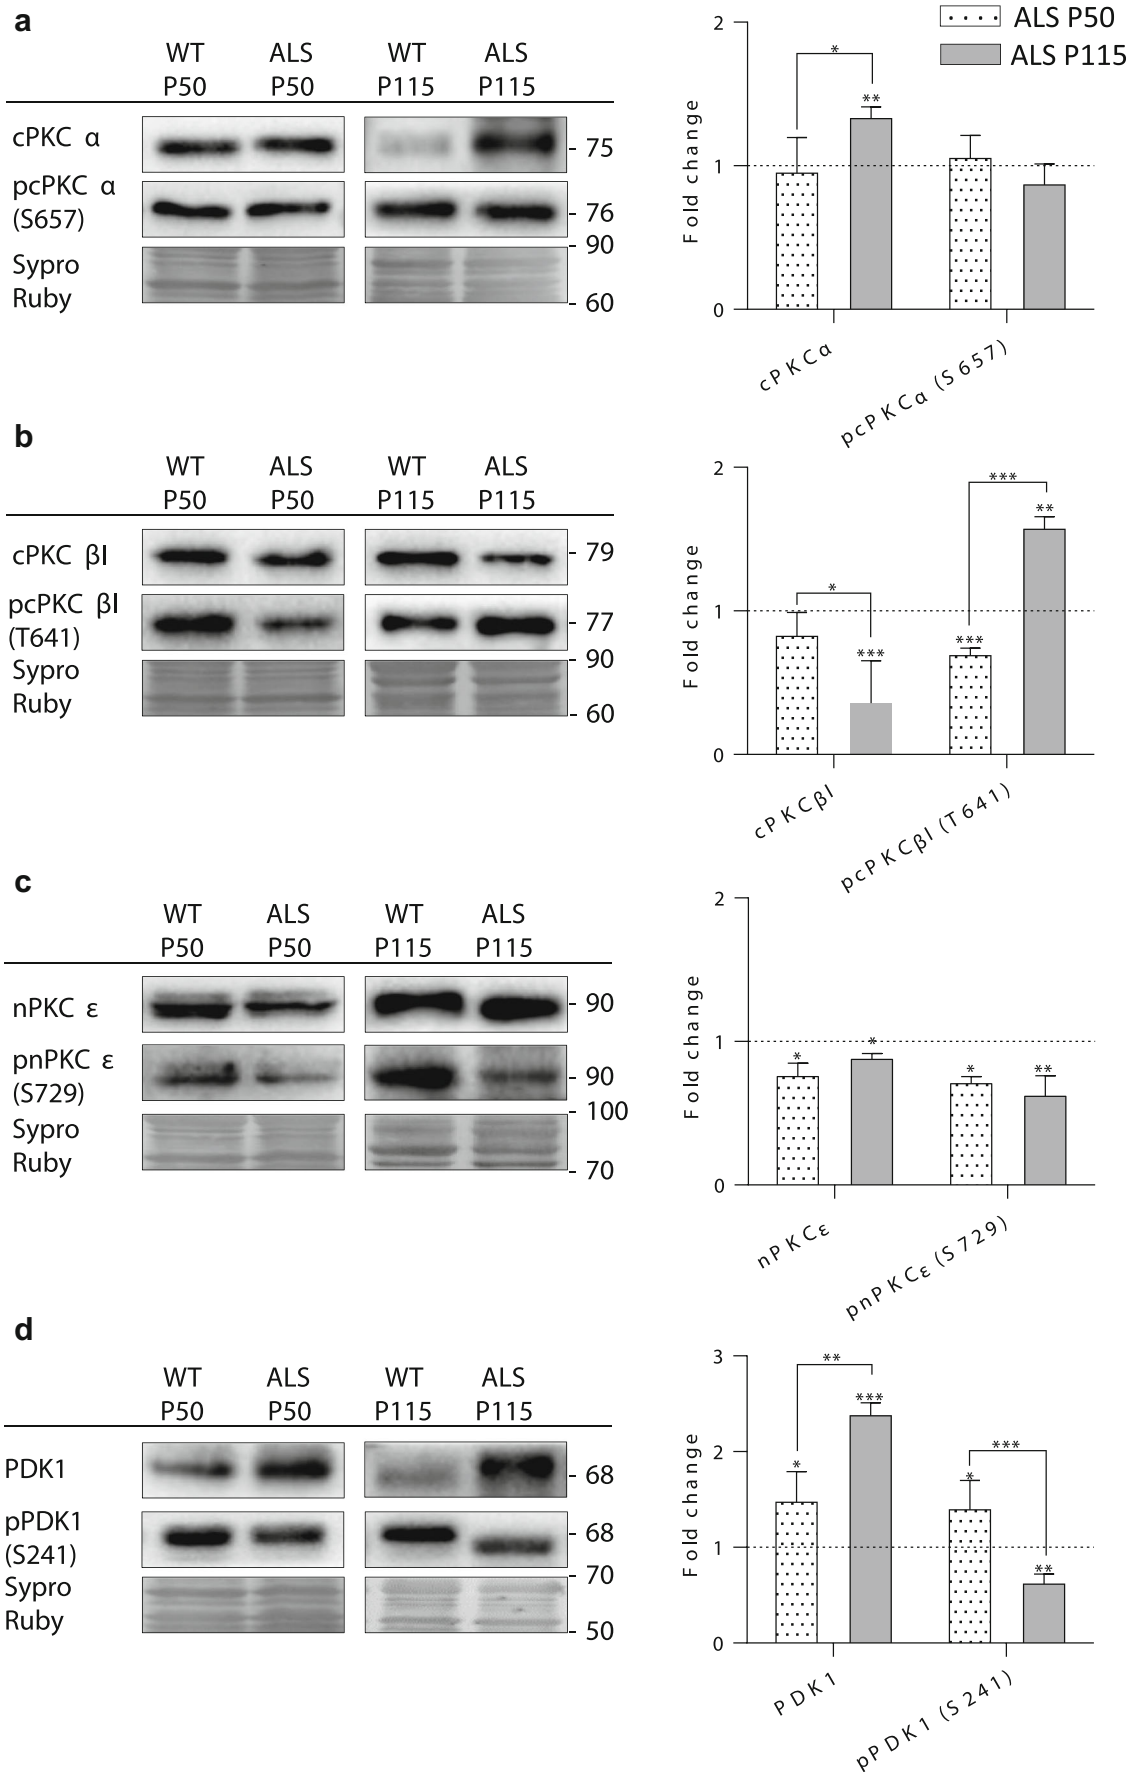 a
WT ALS WT ALS
P50 P50 P115 P115
cPKC α
- 75
pcPKC α
(S657)
- 76
- 90
Sypro
Ruby
- 60
ALS P50
ALS P115
2
1
0
Fold change
*
**
cPKCα
pcPKCα (S657)
b
WT ALS WT ALS
P50 P50 P115 P115
cPKC βI
- 79
pcPKC βI
(T641)
- 77
- 90
Sypro
Ruby
- 60
2
1
0
Fold change
*
***
***
***
**
cPKCβI
pcPKCβI (T641)
c
WT ALS WT ALS
P50 P50 P115 P115
nPKC ε
- 90
pnPKC ε
(S729)
- 90
- 100
Sypro
Ruby
- 70
2
1
0
Fold change
*
*
*
**
nPKCε
pnPKCε (S729)
d
WT ALS WT ALS
P50 P50 P115 P115
PDK1
- 68
pPDK1
(S241)
- 68
- 70
Sypro
Ruby
- 50
3
2
1
0
Fold change
**
***
*
***
*
**
PDK1
pPDK1 (S241)